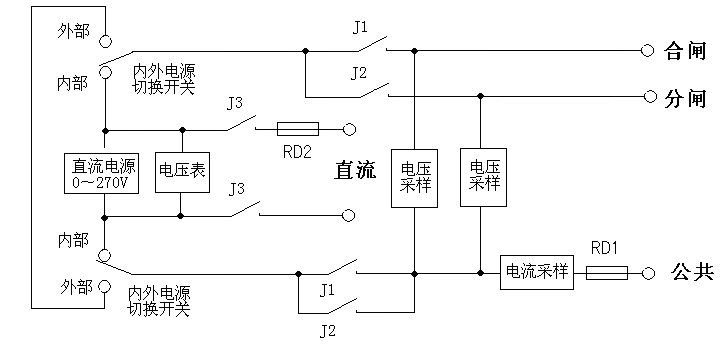 外部
J1
合闸
内外电源
切换开关
内部
J2
分闸
J3
RD2
直流电源
0～270V
电压表
直流
电压
采样
电压
采样
J3
内部
RD1
电流采样
公共
外部
内外电源
切换开关
J1
J2